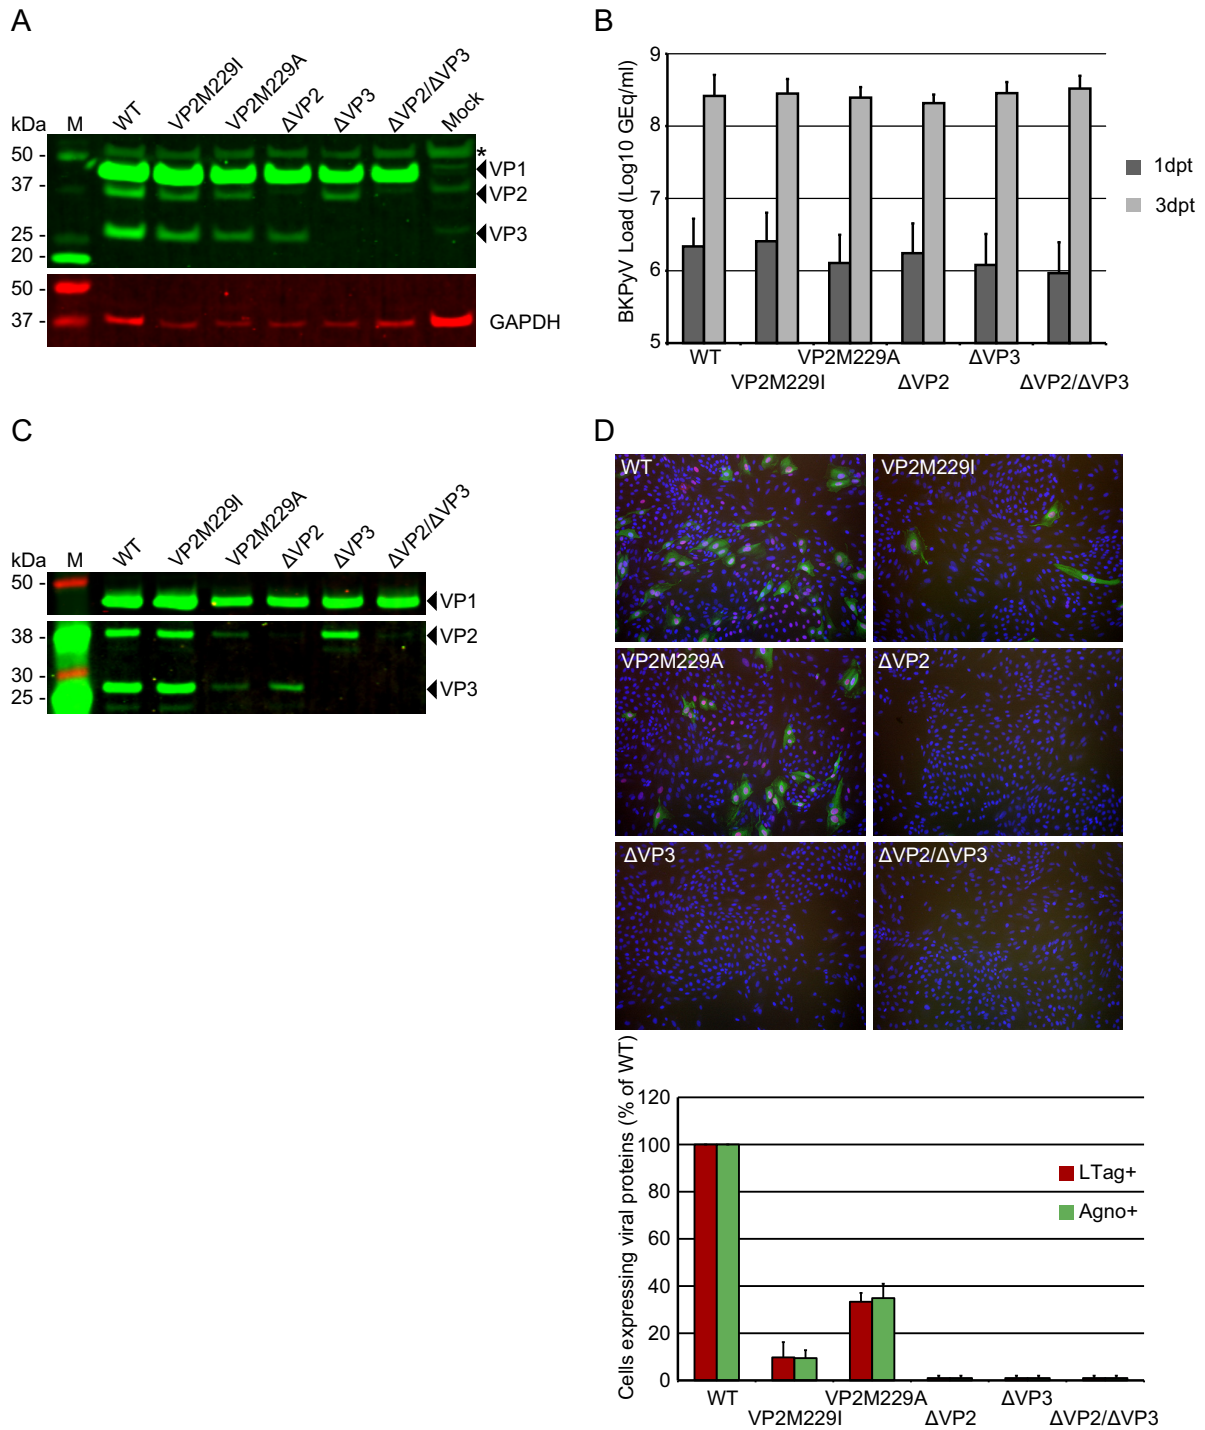 A
kDa M WT VP2M229I VP2M229A ΔVP2 ΔVP3 ΔVP2/ΔVP3 Mock
50 - *
VP1
37 -
VP2
25 - VP3
20 -
50 -
37 - GAPDH
B
BKPyV Load (Log10 GEq/ml)
9
8
7
6
5
1dpt
3dpt
WT VP2M229A ΔVP3
VP2M229I ΔVP2 ΔVP2/ΔVP3
C
kDa M WT VP2M229I VP2M229A ΔVP2 ΔVP3 ΔVP2/ΔVP3
50 -
VP1
38 - VP2
30 -
25 - VP3
D
WT VP2M229I
VP2M229A ΔVP2
ΔVP3 ΔVP2/ΔVP3
Cells expressing viral proteins (% of WT)
120
100
80
60
40
20
0
LTag+
Agno+
WT VP2M229A ΔVP3
VP2M229I ΔVP2 ΔVP2/ΔVP3